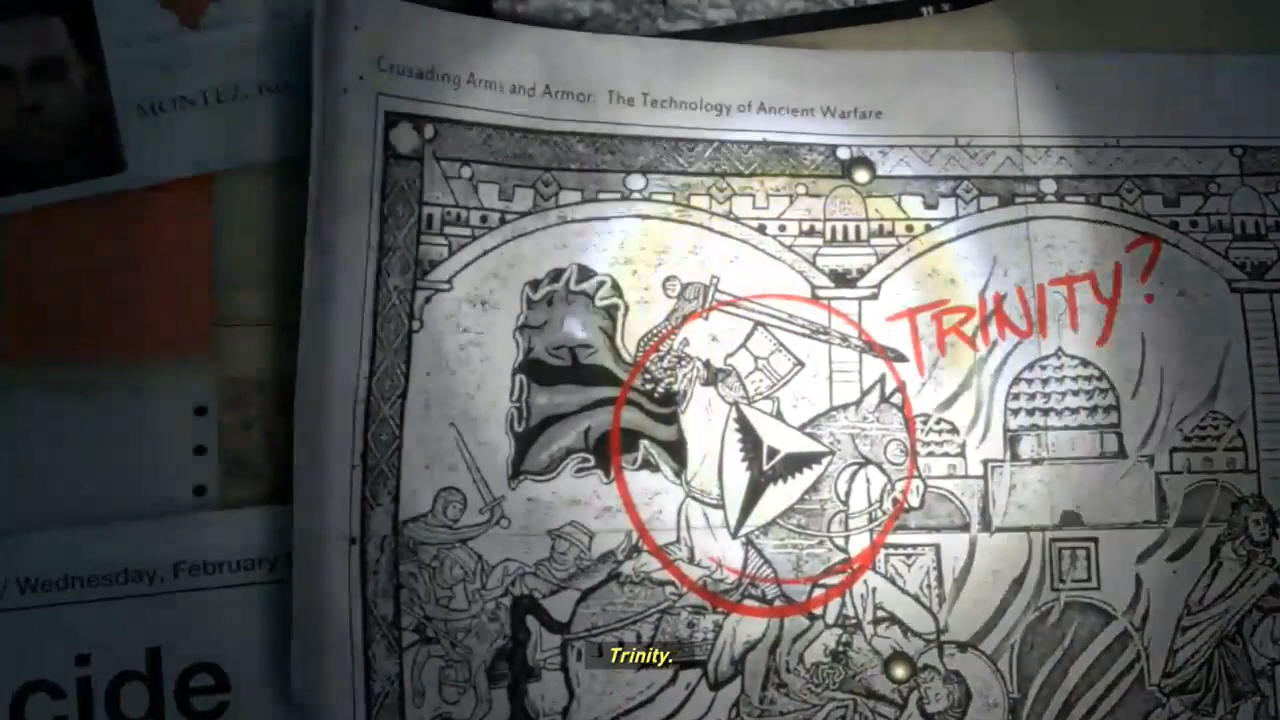 MONTEZ,
Crusading Arms and Armor: The Technology of Ancient Warfare
TRINITY?
/ Wednesday, February
cide
Trinity.